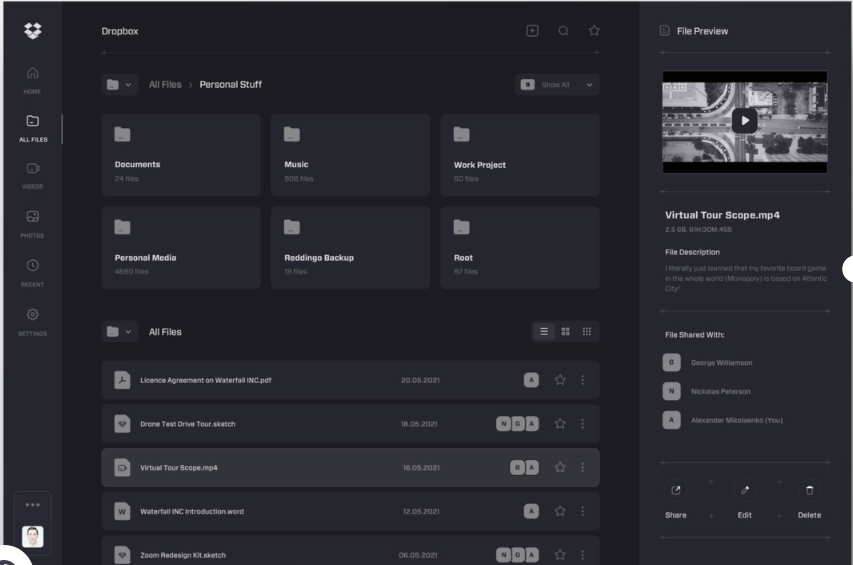 Dropbox
All Files > Personal Stuff
Show All
HOME
ALL FILES
VIDEOS
PHOTOS
RECENT
SETTINGS
Documents
24 files
Music
909 files
Work Project
50 files
Personal Media
4680 files
Reddingo Backup
19 files
Root
97 files
All Files
Licence Agreement on Waterfall INC.pdf 20.05.2021 A
Drone Test Drive Tour.sketch 18.05.2021 N G A
Virtual Tour Scope.mp4 16.05.2021 G A
W Waterfall INC Introduction.word 12.05.2021 A
Zoom Redesign Kit.sketch 06.05.2021 N G A
File Preview
Virtual Tour Scope.mp4
2.5 GB, 01H:30M:45S
File Description
I literally just learned that my favorite board game
in the whole world (Monopoly) is based on Atlantic
City!
File Shared With:
G George Williamson
N Nickolas Peterson
A Alexander Mikolaenko (You)
Share
Edit
Delete